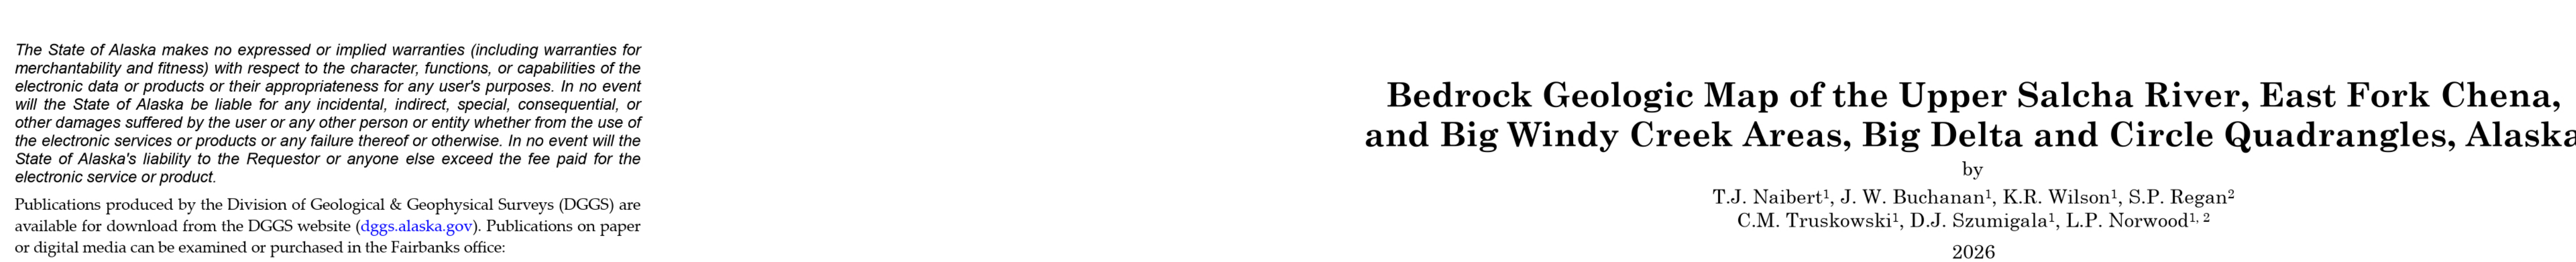 The State of Alaska makes no expressed or implied warranties (including warranties for
merchantability and fitness) with respect to the character, functions, or capabilities of the
electronic data or products or their appropriateness for any user's purposes. In no event
will the State of Alaska be liable for any incidental, indirect, special, consequential, or
other damages suffered by the user or any other person or entity whether from the use of
the electronic services or products or any failure thereof or otherwise. In no event will the
State of Alaska's liability to the Requestor or anyone else exceed the fee paid for the
electronic service or product.
Publications produced by the Division of Geological & Geophysical Surveys (DGGS) are
available for download from the DGGS website (dggs.alaska.gov). Publications on paper
or digital media can be examined or purchased in the Fairbanks office:
Bedrock Geologic Map of the Upper Salcha River, East Fork Chena,
and Big Windy Creek Areas, Big Delta and Circle Quadrangles, Alaska
by
T.J. Naibert¹, J. W. Buchanan¹, K.R. Wilson¹, S.P. Regan²
C.M. Truskowski¹, D.J. Szumigala¹, L.P. Norwood¹˒ ²
2026